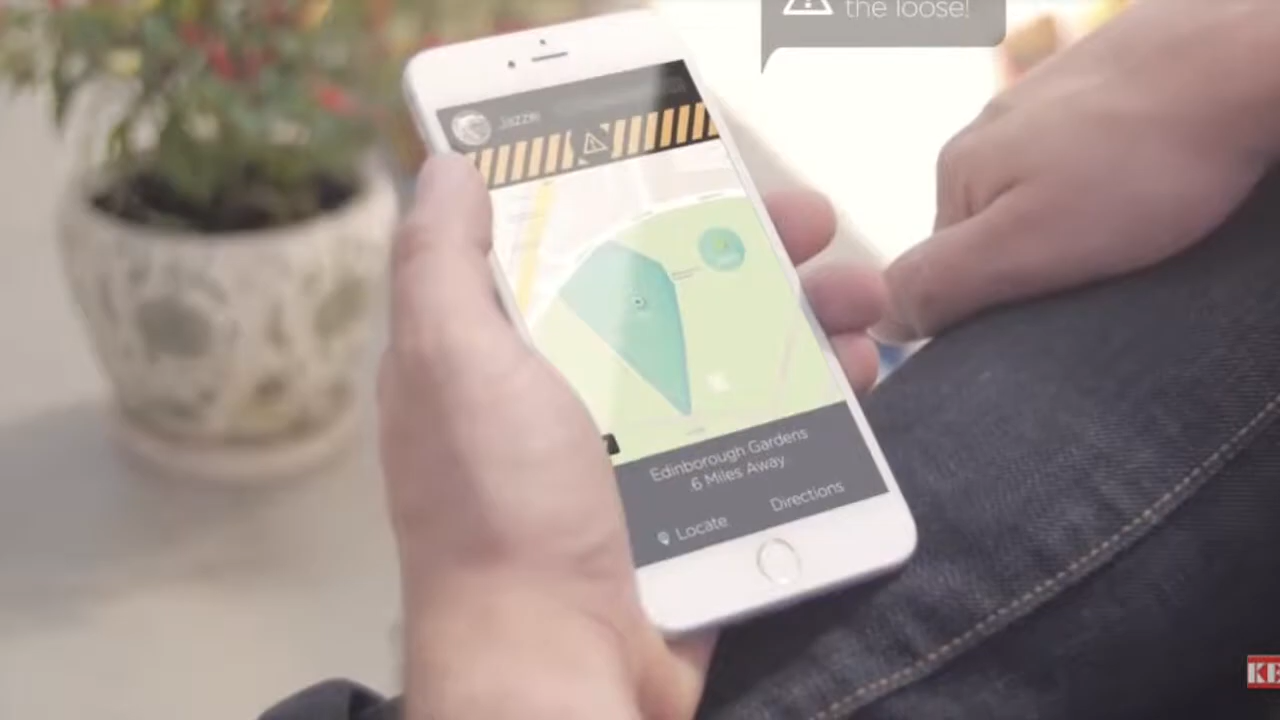 the loose!
Jazzie
Edinborough Gardens
6 Miles Away
Directions
Locate